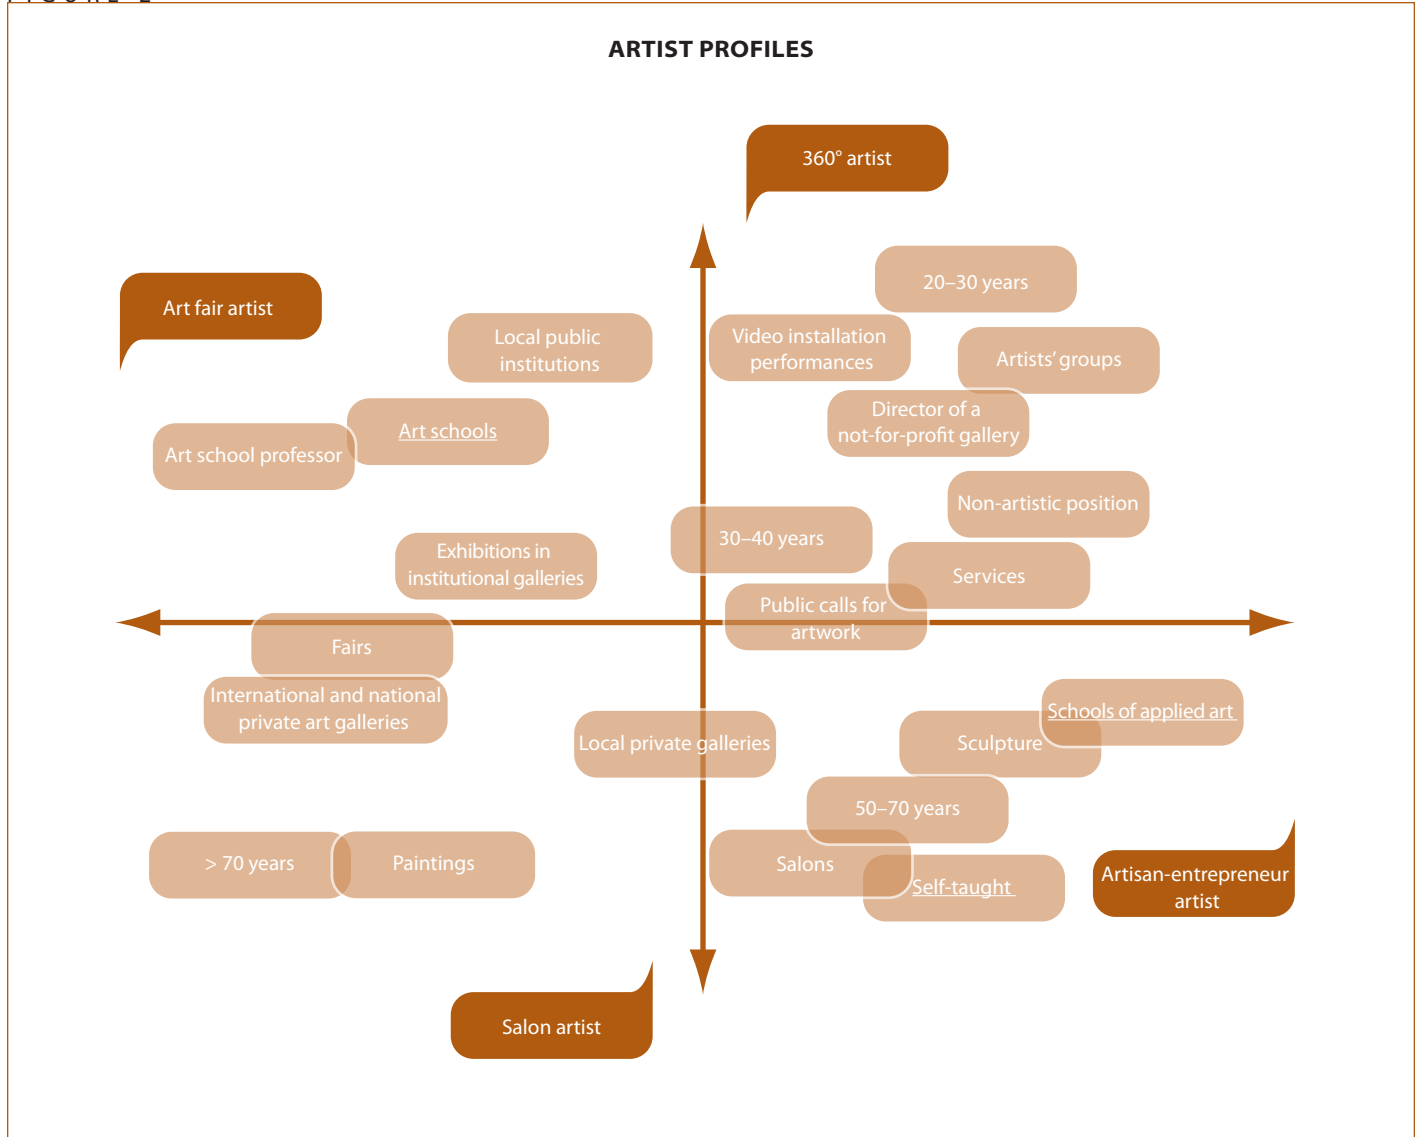 FIGURE 2
ARTIST PROFILES
360° artist
Art fair artist
20–30 years
Local public
institutions
Video installation
performances
Artists’ groups
Art schools
Art school professor
Director of a
not-for-profit gallery
Non-artistic position
30–40 years
Exhibitions in
institutional galleries
Services
Public calls for
artwork
Fairs
International and national
private art galleries
Local private galleries
Schools of applied art
Sculpture
50–70 years
> 70 years
Paintings
Salons
Self-taught
Artisan-entrepreneur
artist
Salon artist